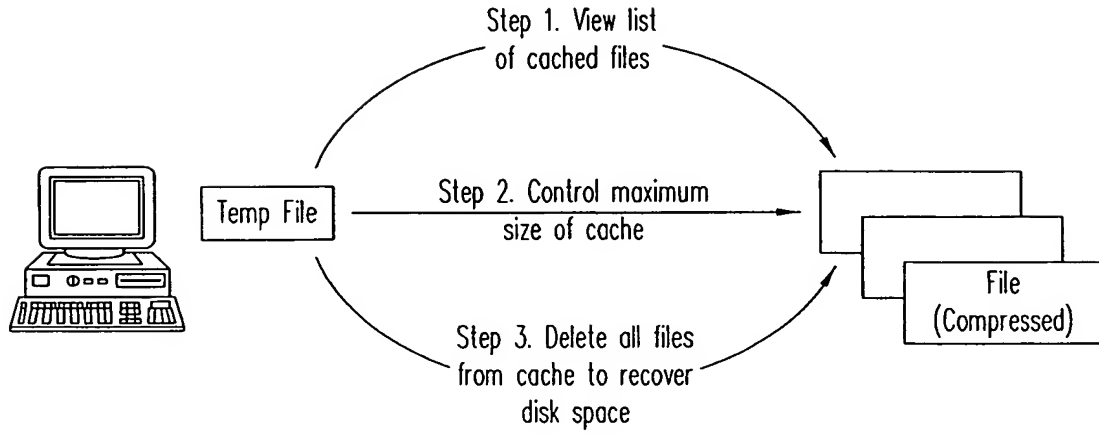 Step 1. View list
of cached files
Temp File
Step 2. Control maximum
size of cache
File
(Compressed)
Step 3. Delete all files
from cache to recover
disk space